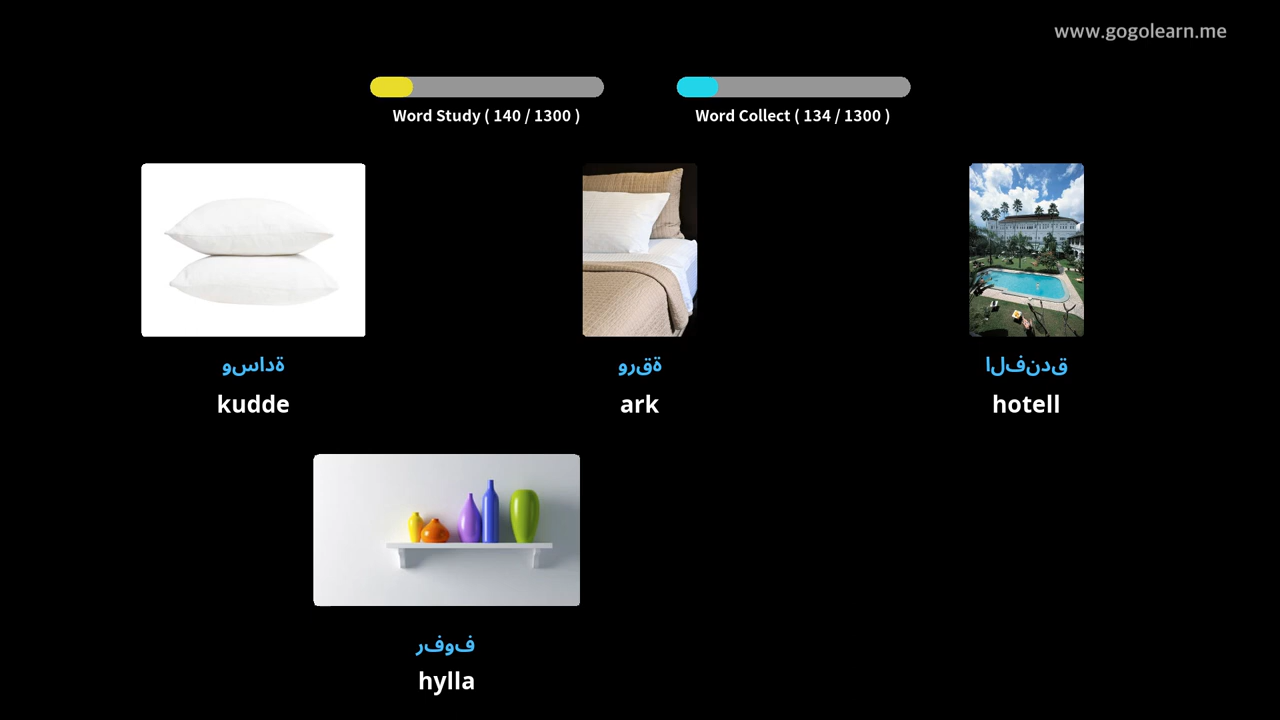 www.gogolearn.me
Word Study ( 140 / 1300 )
Word Collect ( 134 / 1300 )
وسادة
ورقة
الفندق
kudde
ark
hotell
رفوف
hylla